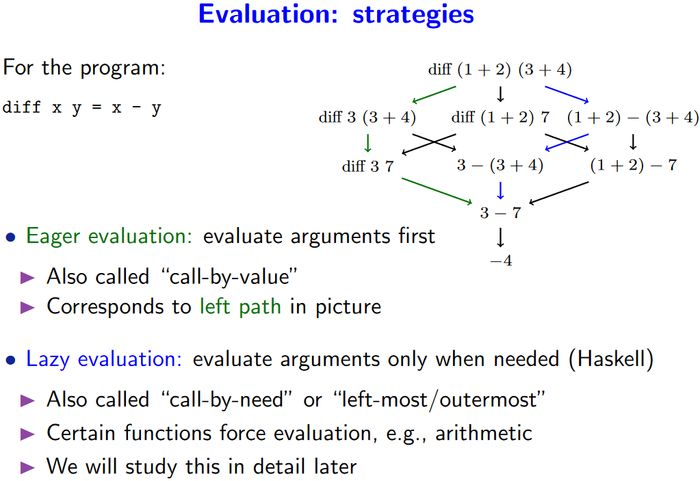 Evaluation: strategies
For the program:
diff x y = x - y
diff (1 + 2) (3 + 4)
diff 3 (3 + 4) diff (1 + 2) 7 (1 + 2) − (3 + 4)
diff 3 7 3 − (3 + 4) (1 + 2) − 7
3 − 7
−4
• Eager evaluation: evaluate arguments first
▶ Also called “call-by-value”
▶ Corresponds to left path in picture
• Lazy evaluation: evaluate arguments only when needed (Haskell)
▶ Also called “call-by-need” or “left-most/outermost”
▶ Certain functions force evaluation, e.g., arithmetic
▶ We will study this in detail later